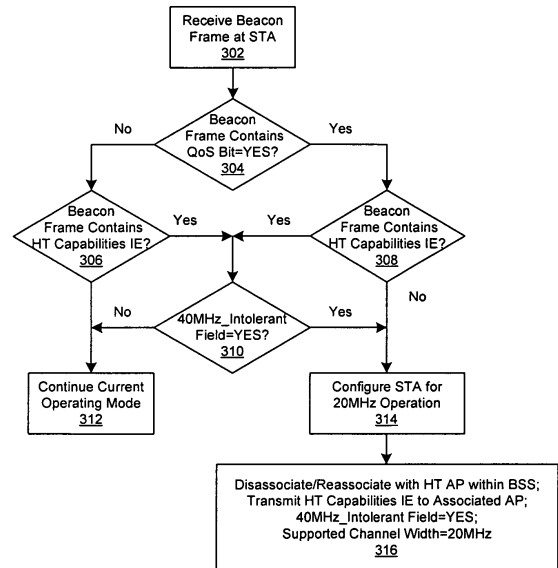 Receive Beacon
Frame at STA
302
Beacon
Frame Contains
QoS Bit=YES?
304
No
Yes
Beacon
Frame Contains
HT Capabilities IE?
306
Yes
Yes
Beacon
Frame Contains
HT Capabilities IE?
308
No
40MHz_Intolerant
Field=YES?
310
No
Yes
Continue Current
Operating Mode
312
Configure STA for
20MHz Operation
314
Disassociate/Reassociate with HT AP within BSS;
Transmit HT Capabilities IE to Associated AP;
40MHz_Intolerant Field=YES;
Supported Channel Width=20MHz
316